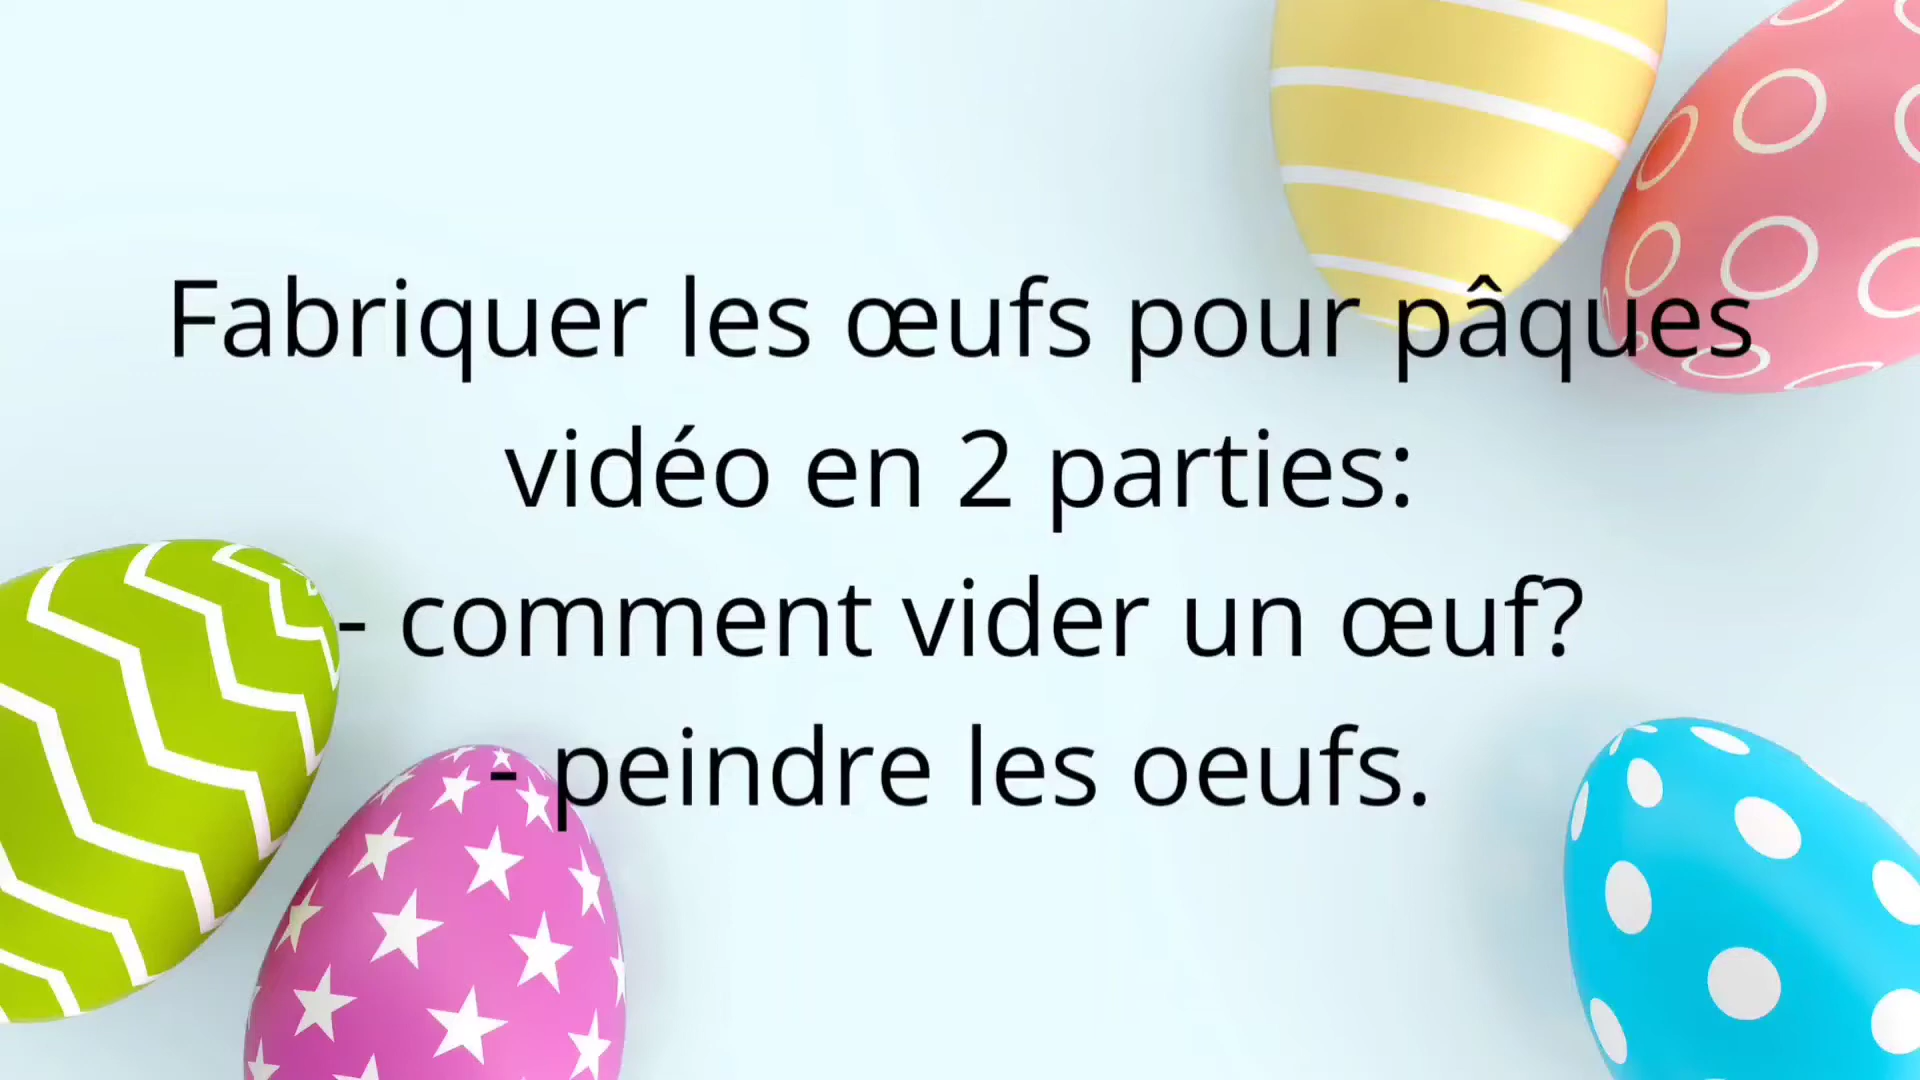 Fabriquer les œufs pour pâques
vidéo en 2 parties:
- comment vider un œuf?
- peindre les oeufs.